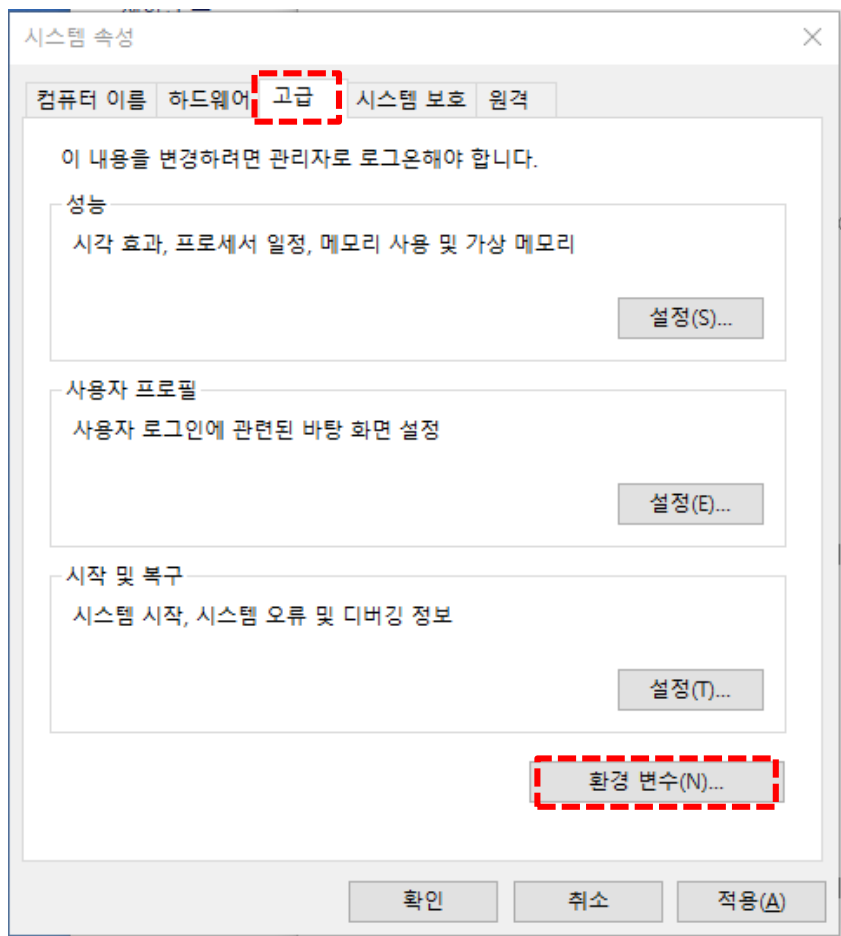 시스템 속성
컴퓨터 이름 하드웨어 고급 시스템 보호 원격
이 내용을 변경하려면 관리자로 로그온해야 합니다.
성능
시각 효과, 프로세서 일정, 메모리 사용 및 가상 메모리
설정(S)...
사용자 프로필
사용자 로그인에 관련된 바탕 화면 설정
설정(E)...
시작 및 복구
시스템 시작, 시스템 오류 및 디버깅 정보
설정(T)...
환경 변수(N)...
확인 취소 적용(A)